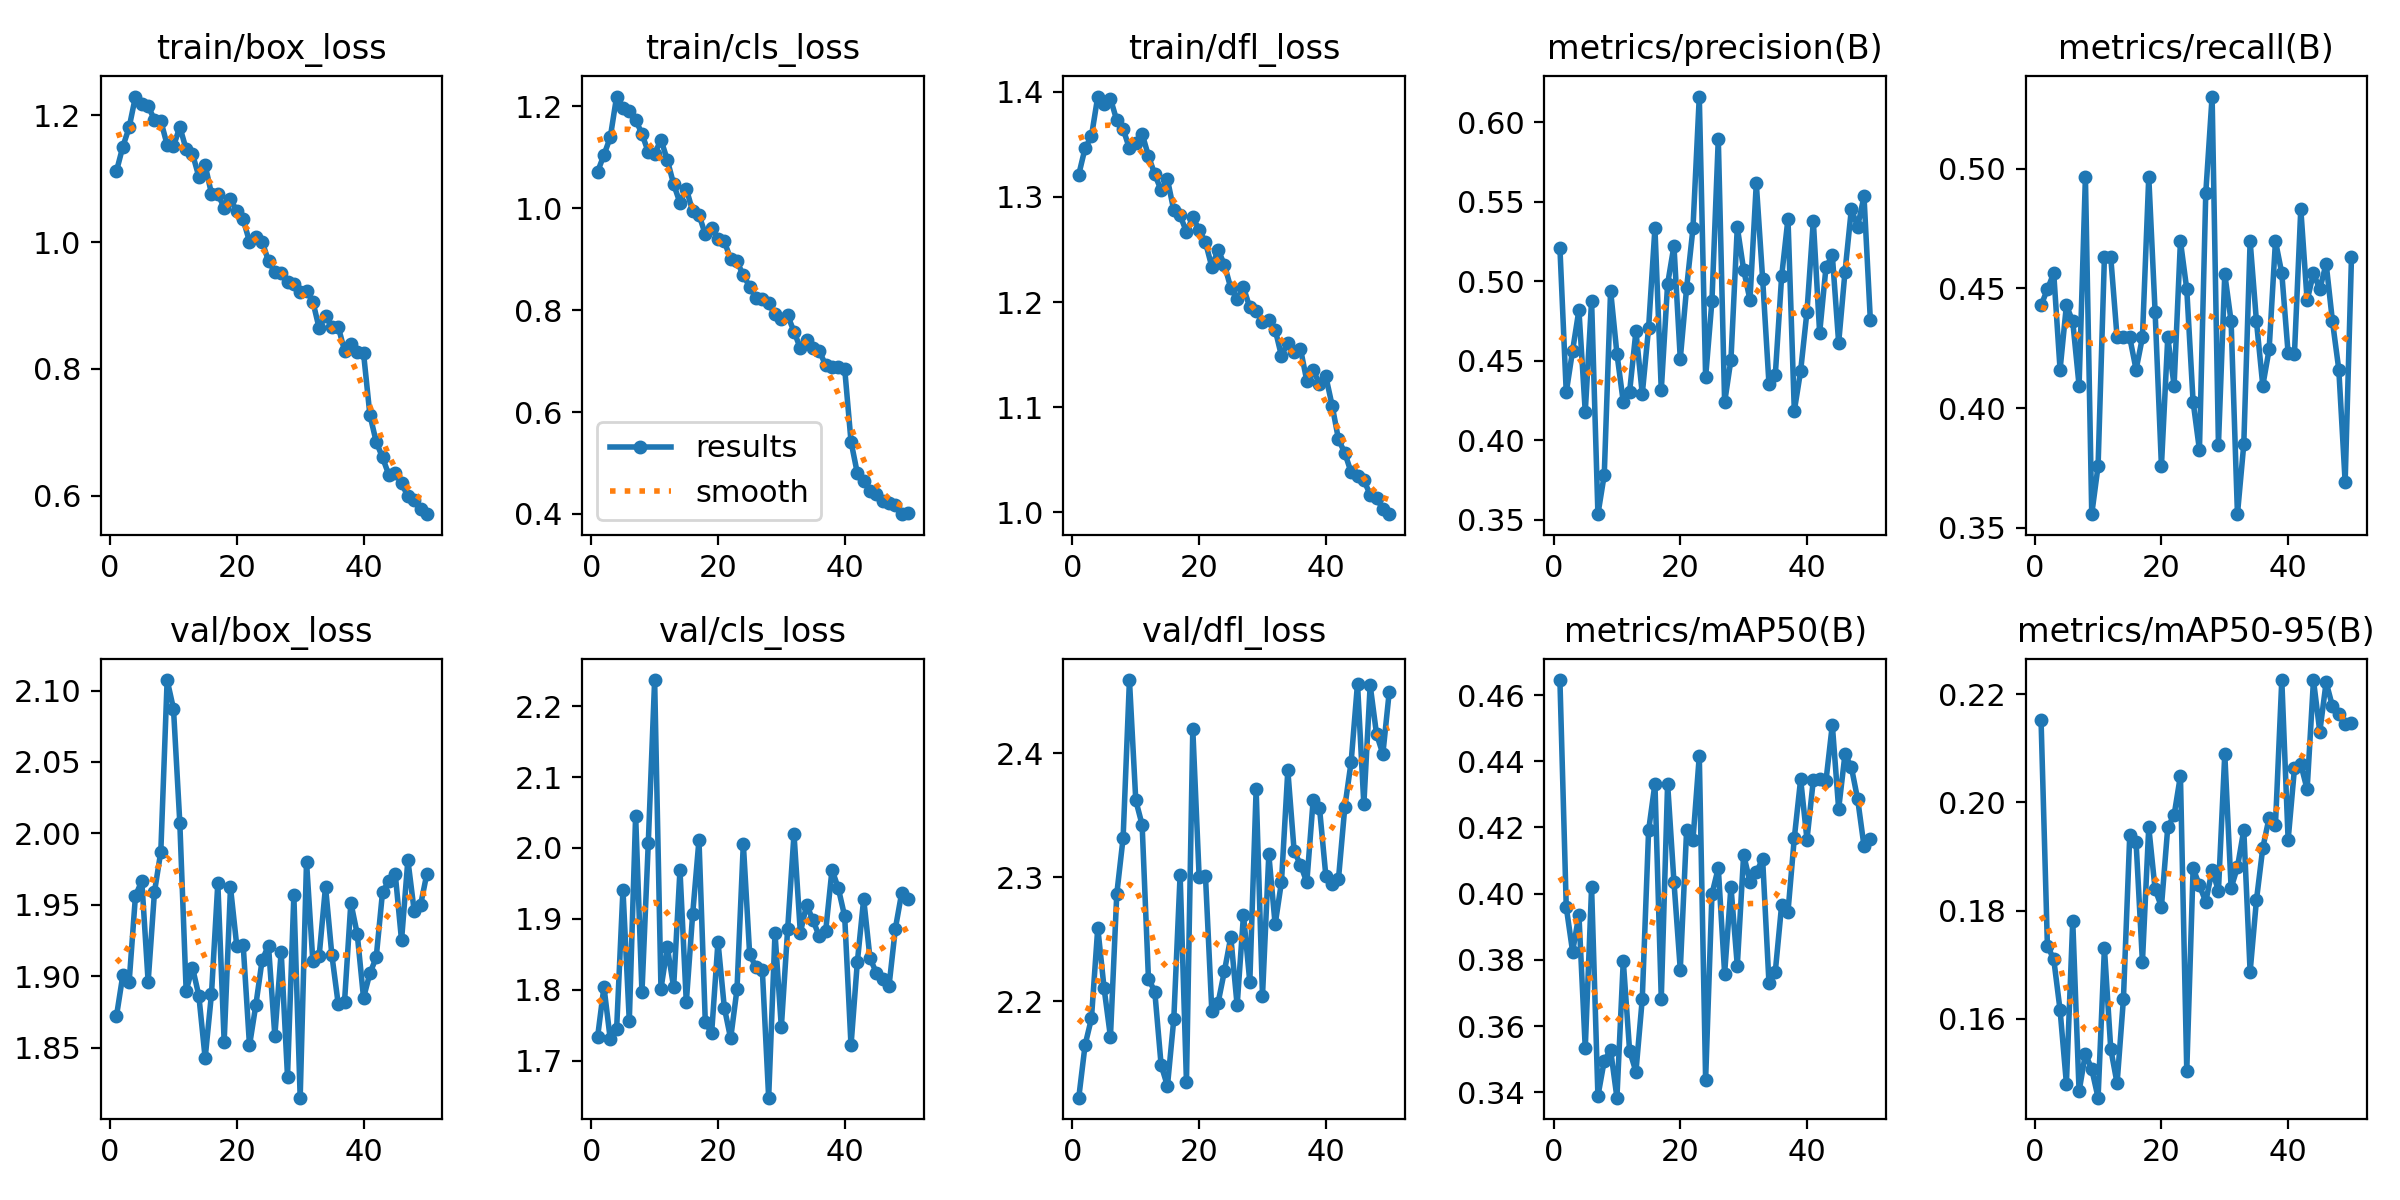 train/box_loss
train/cls_loss
train/dfl_loss
metrics/precision(B)
metrics/recall(B)
1.2
1.0
0.8
0.6
0 20 40
1.2
1.0
0.8
0.6
0.4
results
smooth
0 20 40
1.4
1.3
1.2
1.1
1.0
0 20 40
0.60
0.55
0.50
0.45
0.40
0.35
0 20 40
0.50
0.45
0.40
0.35
0 20 40
val/box_loss
val/cls_loss
val/dfl_loss
metrics/mAP50(B)
metrics/mAP50-95(B)
2.10
2.05
2.00
1.95
1.90
1.85
0 20 40
2.2
2.1
2.0
1.9
1.8
1.7
0 20 40
2.4
2.3
2.2
0 20 40
0.46
0.44
0.42
0.40
0.38
0.36
0.34
0 20 40
0.22
0.20
0.18
0.16
0 20 40